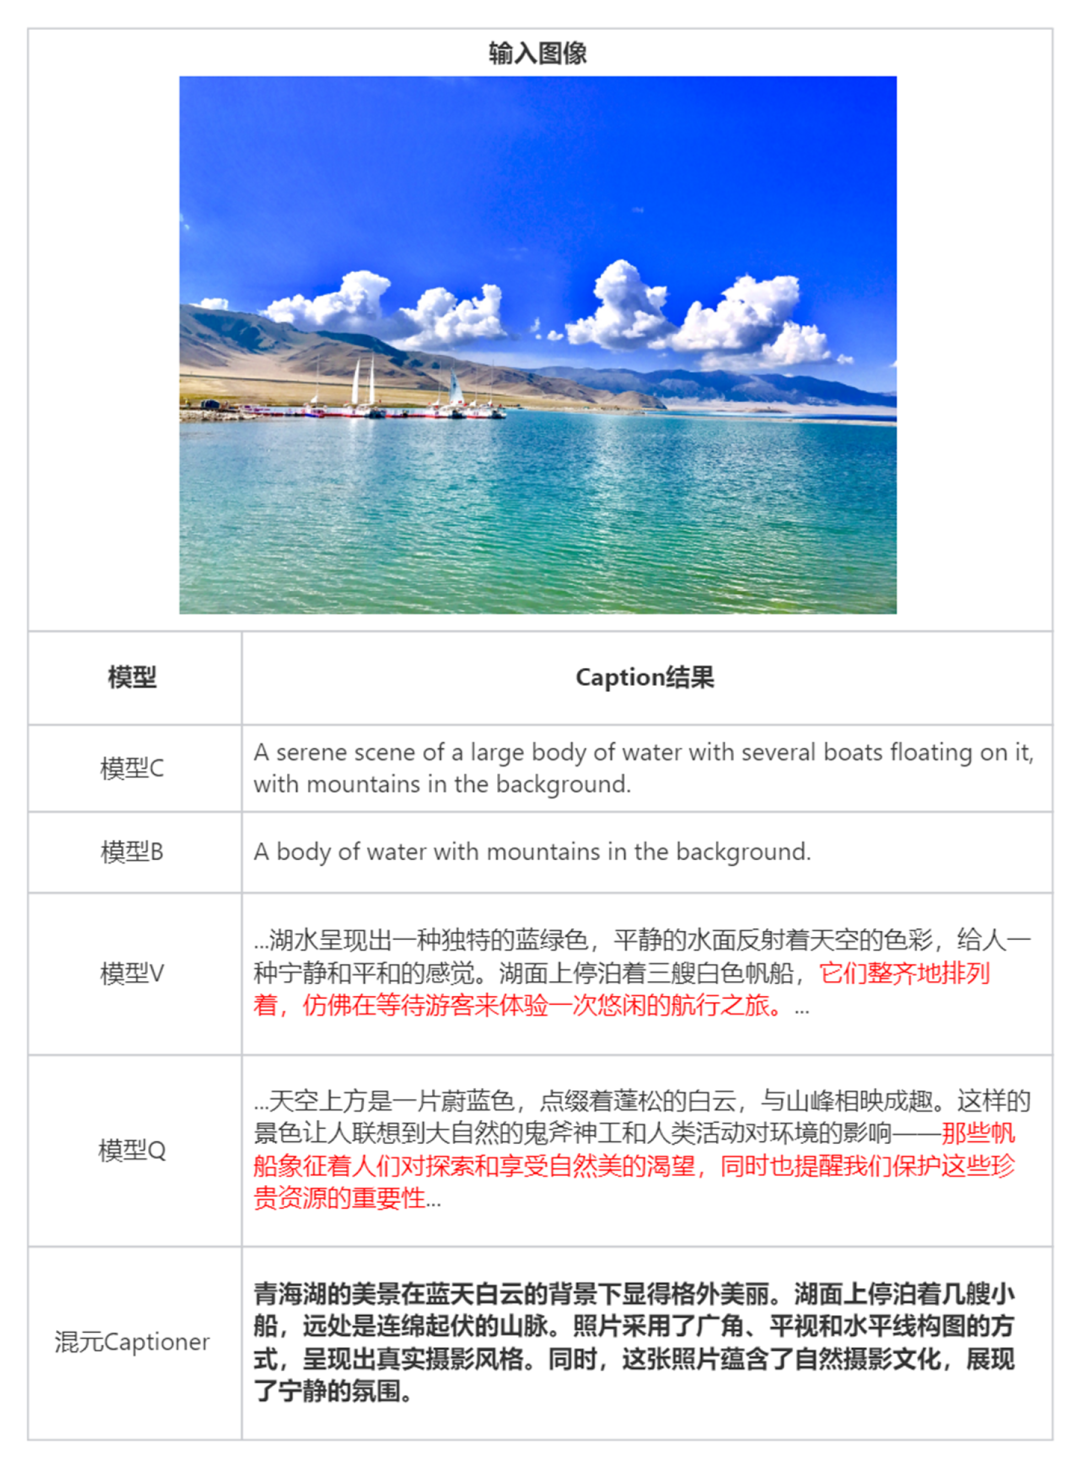 输入图像
模型
Caption结果
模型C
A serene scene of a large body of water with several boats floating on it,
with mountains in the background.
模型B
A body of water with mountains in the background.
模型V
...湖水呈现出一种独特的蓝绿色，平静的水面反射着天空的色彩，给人一
种宁静和平和的感觉。湖面上停泊着三艘白色帆船，它们整齐地排列
着，仿佛在等待游客来体验一次悠闲的航行之旅。...
模型Q
...天空上方是一片蔚蓝色，点缀着蓬松的白云，与山峰相映成趣。这样的
景色让人联想到大自然的鬼斧神工和人类活动对环境的影响——那些帆
船象征着人们对探索和享受自然美的渴望，同时也提醒我们保护这些珍
贵资源的重要性...
混元Captioner
青海湖的美景在蓝天白云的背景下显得格外美丽。湖面上停泊着几艘小
船，远处是连绵起伏的山脉。照片采用了广角、平视和水平线构图的方
式，呈现出真实摄影风格。同时，这张照片蕴含了自然摄影文化，展现
了宁静的氛围。